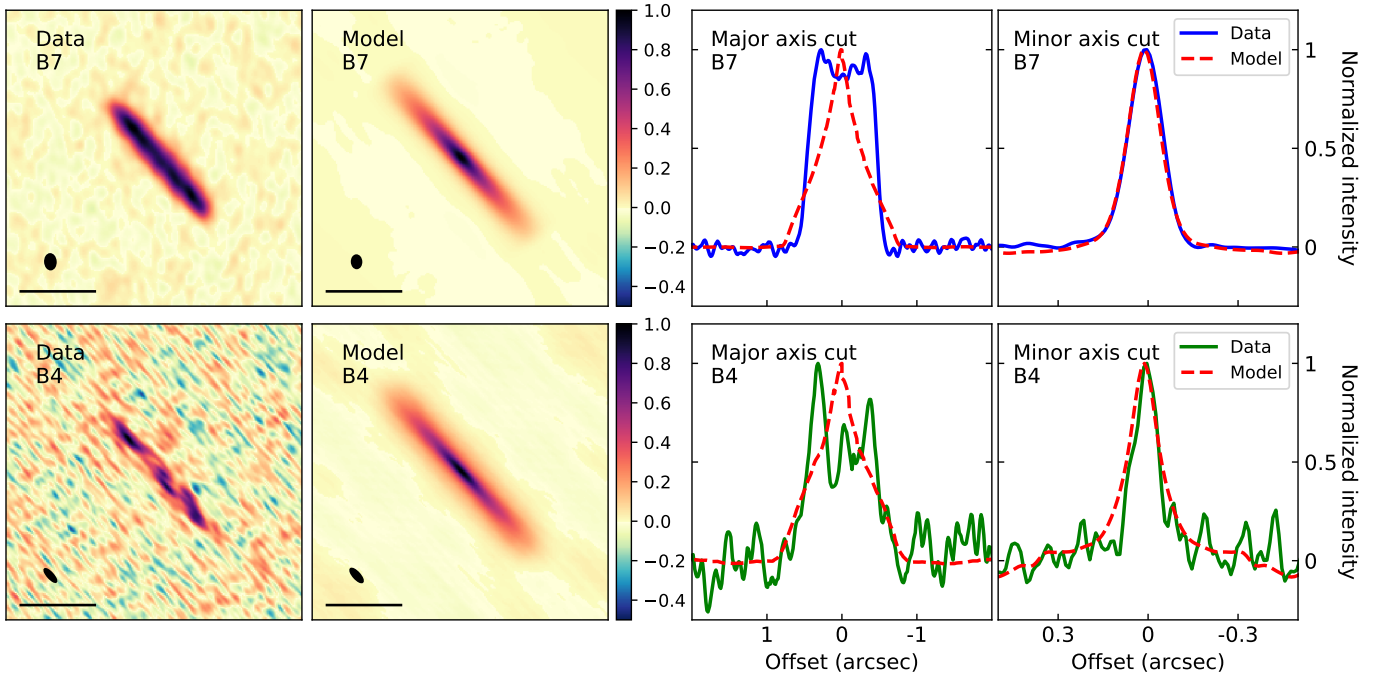 Data
B7
Model
B7
1.0
0.8
0.6
0.4
0.2
0.0
−0.2
−0.4
Major axis cut
B7
Minor axis cut
B7
Data
Model
1
0.5
0
Normalized intensity
Data
B4
Model
B4
1.0
0.8
0.6
0.4
0.2
0.0
−0.2
−0.4
Major axis cut
B4
Minor axis cut
B4
Data
Model
1
0.5
0
Normalized intensity
1
0
-1
Offset (arcsec)
0.3
0
-0.3
Offset (arcsec)